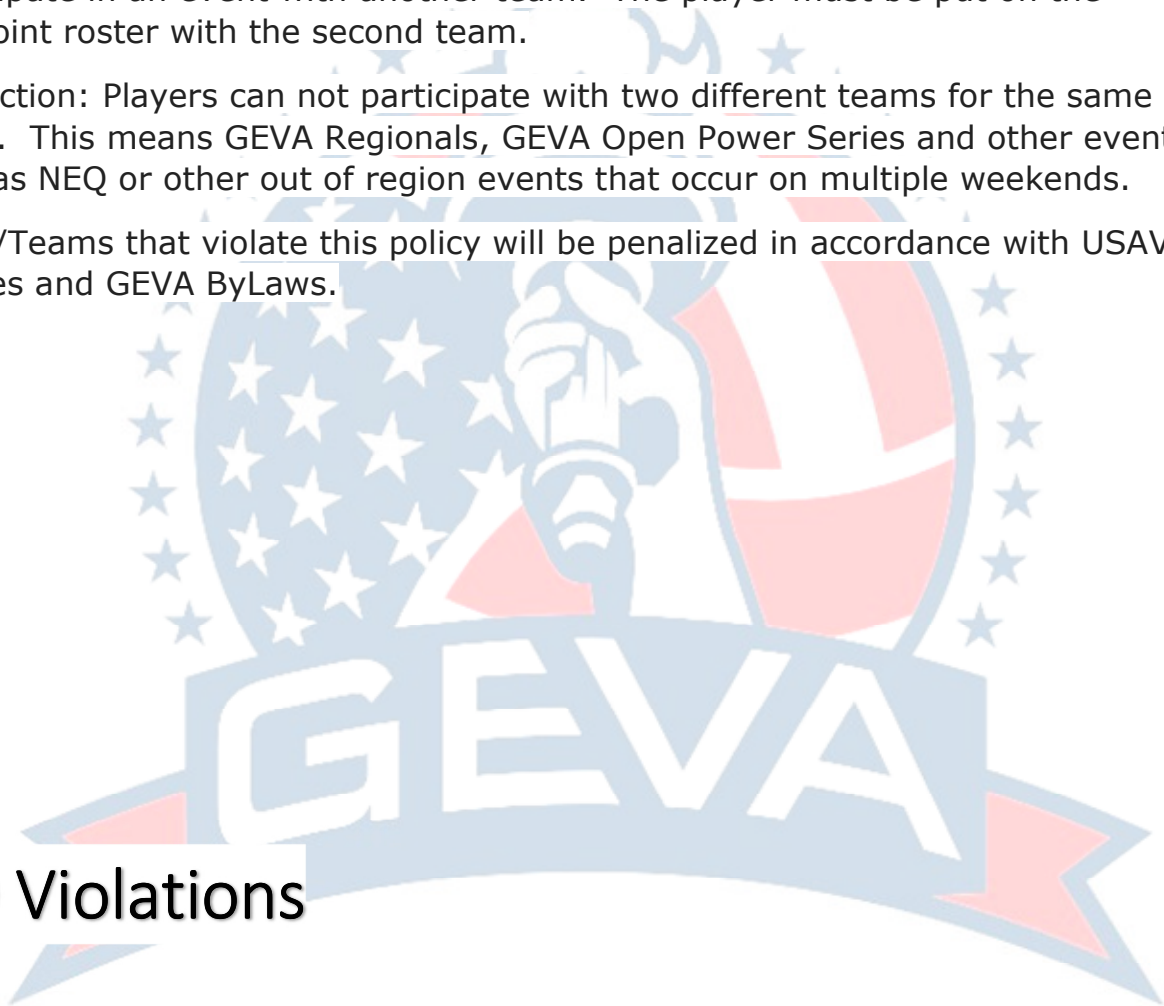 pate in an event with another team. The player must be put on the
oint roster with the second team.
ction: Players can not participate with two different teams for the same
. This means GEVA Regionals, GEVA Open Power Series and other event
as NEQ or other out of region events that occur on multiple weekends.
/Teams that violate this policy will be penalized in accordance with USAV
es and GEVA ByLaws.
GEVA
Violations